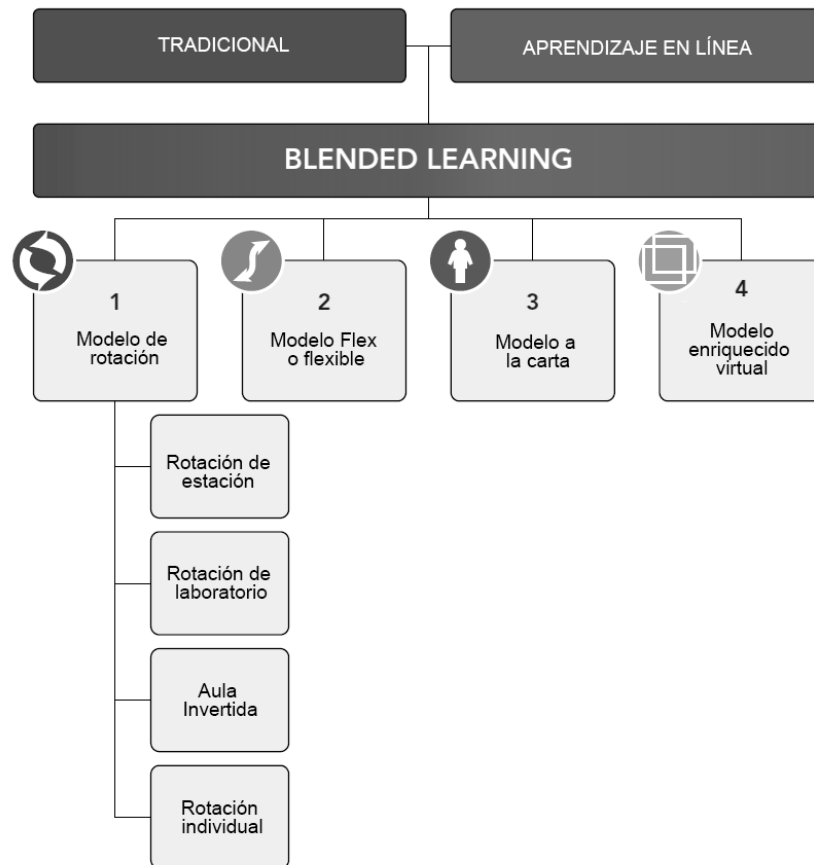 TRADICIONAL
APRENDIZAJE EN LÍNEA
BLENDED LEARNING
1
Modelo de
rotación
2
Modelo Flex
o flexible
3
Modelo a
la carta
4
Modelo
enriquecido
virtual
Rotación de
estación
Rotación de
laboratorio
Aula
Invertida
Rotación
individual